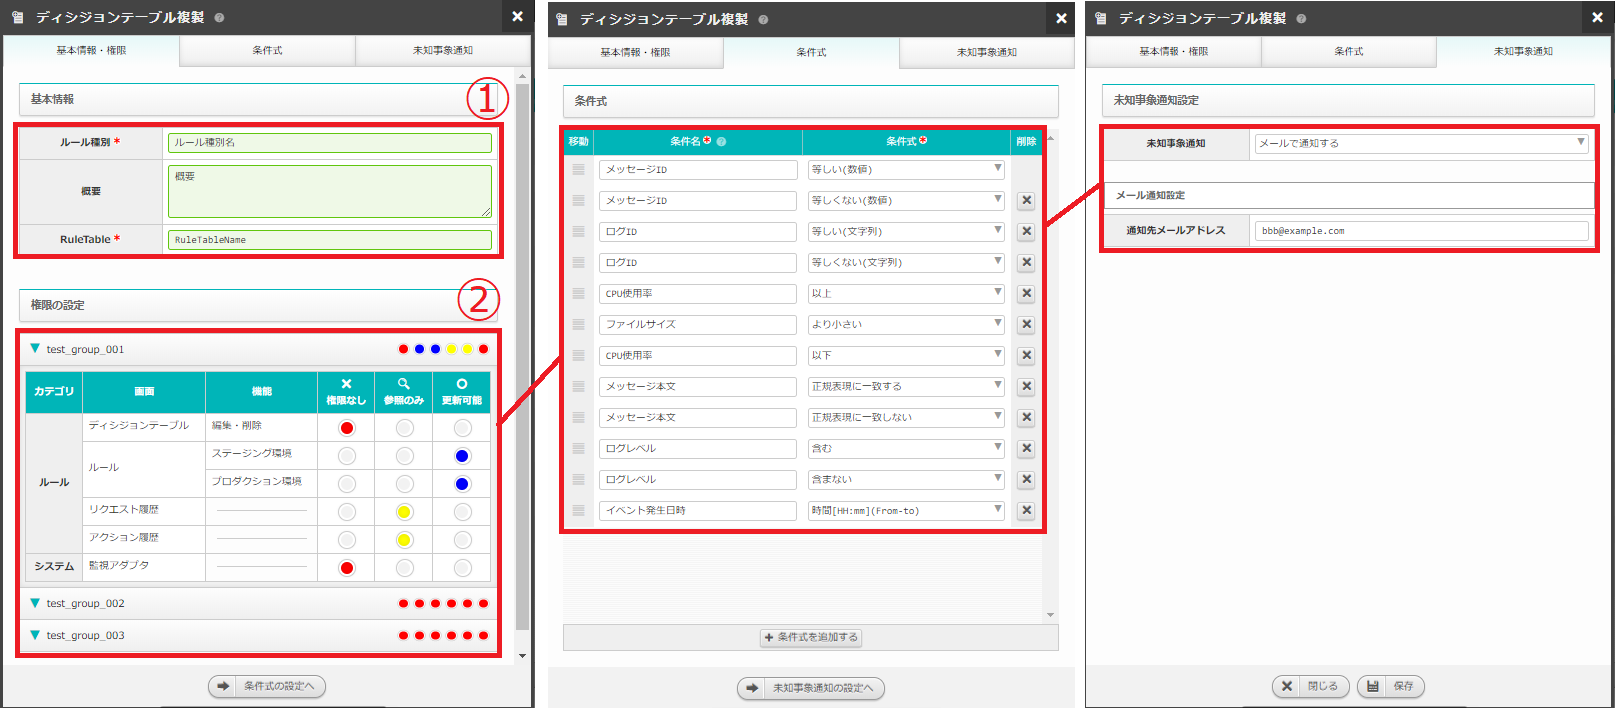 ディシジョンテーブル複製
基本情報・権限 条件式 未知事象通知
基本情報
①
ルール種別 * ルール種別名
概要 概要
RuleTable * RuleTableName
権限の設定
②
test_group_001
カテゴリ 画面 機能 権限なし 参照のみ 更新可能
ルール ディシジョンテーブル 編集・削除
ルール ステージング環境
プロダクション環境
リクエスト履歴
アクション履歴
システム 監視アダプタ
test_group_002
test_group_003
条件式の設定へ
ディシジョンテーブル複製
基本情報・権限 条件式 未知事象通知
条件式
移動 条件名 * 条件式 * 削除
メッセージID 等しい(数値)
メッセージID 等しくない(数値)
ログID 等しい(文字列)
ログID 等しくない(文字列)
CPU使用率 以上
ファイルサイズ より小さい
CPU使用率 以下
メッセージ本文 正規表現に一致する
メッセージ本文 正規表現に一致しない
ログレベル 含む
ログレベル 含まない
イベント発生日時 時間[HH:mm](From-to)
+ 条件式を追加する
未知事象通知の設定へ
ディシジョンテーブル複製
基本情報・権限 条件式 未知事象通知
未知事象通知設定
未知事象通知 メールで通知する
メール通知設定
通知先メールアドレス bbb@example.com
閉じる 保存